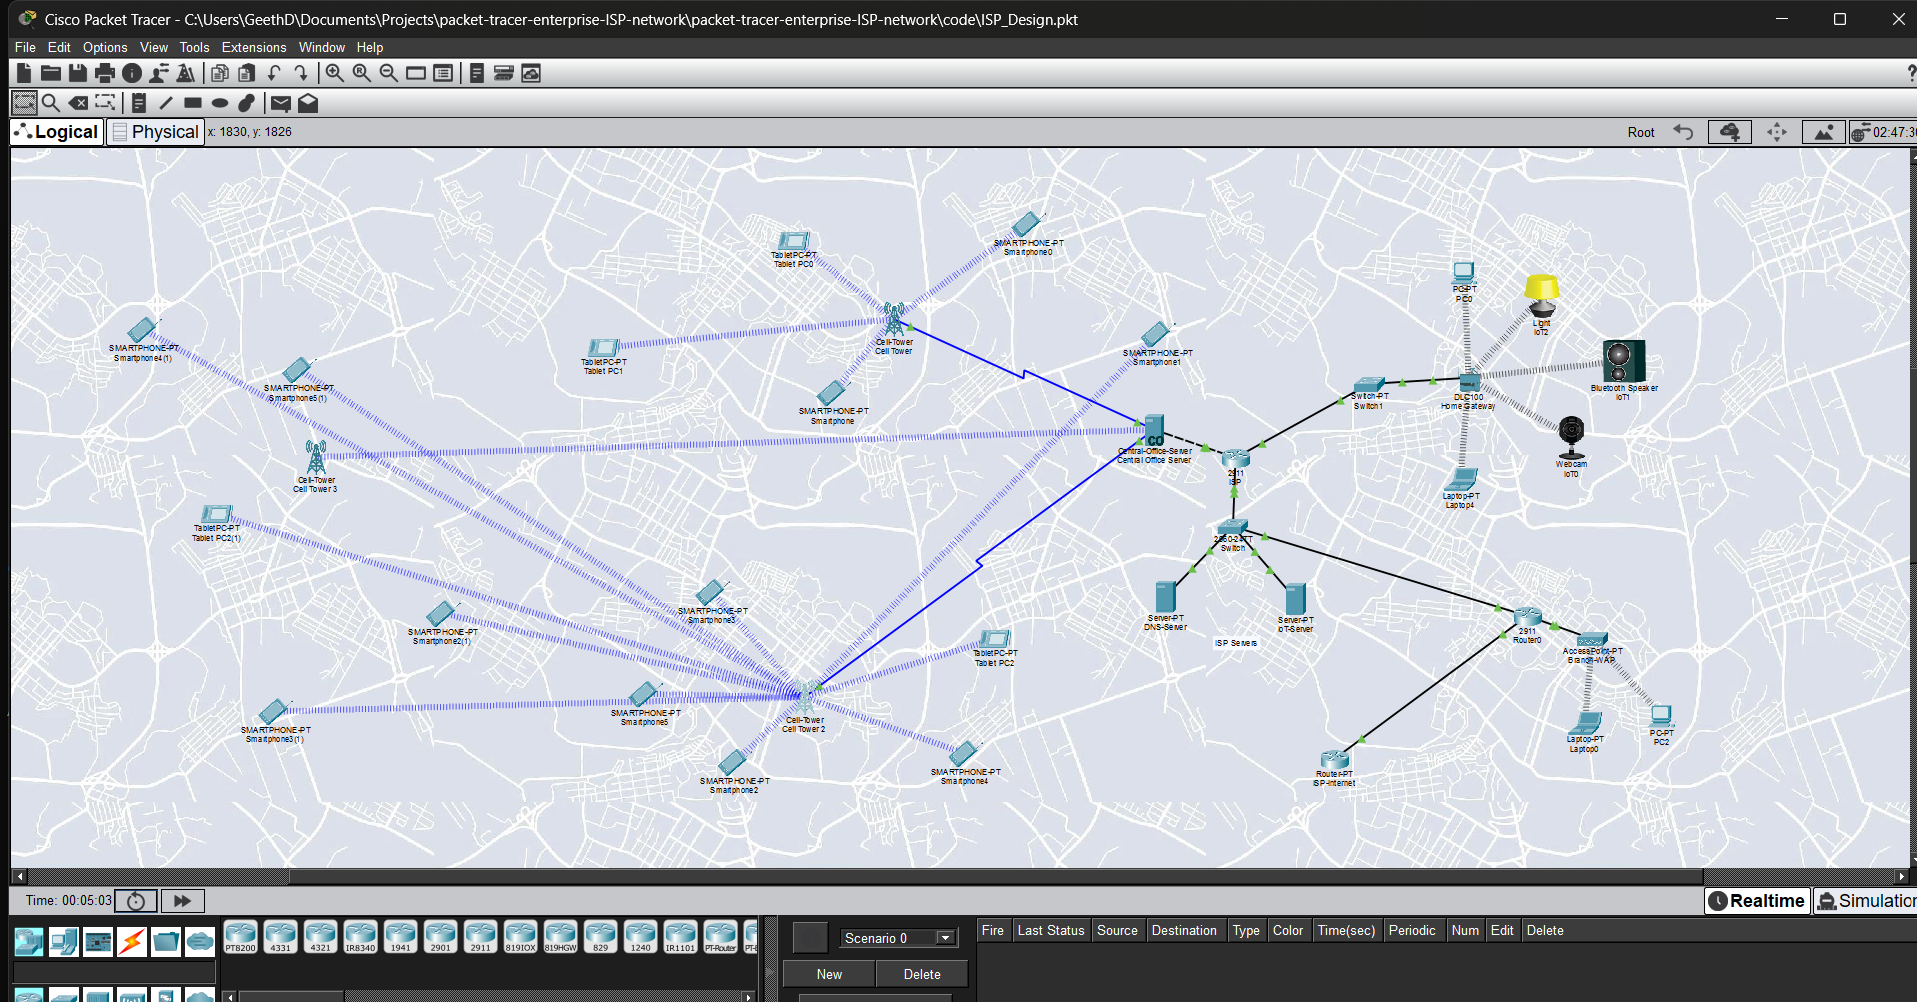 Cisco Packet Tracer - C:\Users\GeethD\Documents\Projects\packet-tracer-enterprise-ISP-network\packet-tracer-enterprise-ISP-network\code\ISP_Design.pkt
File Edit Options View Tools Extensions Window Help
Logical Physical x: 1830, y: 1826 Root 02:47:30
SMARTPHONE-PT
Smartphone0
TabletPC-PT
Tablet PC0
PC-PT
PC0
Light
IoT2
SMARTPHONE-PT
Smartphone4(1)
Cell-Tower
Cell Tower
SMARTPHONE-PT
Smartphone1
TabletPC-PT
Tablet PC1
SMARTPHONE-PT
Smartphone5(1)
Bluetooth Speaker
IoT1
Switch-PT
Switch1
DLC100
Home Gateway
SMARTPHONE-PT
Smartphone
CO
Central-Office-Server
Central Office Server
Webcam
IoT0
2911
ISP
Cell-Tower
Cell Tower 3
Laptop-PT
Laptop4
TabletPC-PT
Tablet PC2(1)
2960-24TT
Switch
SMARTPHONE-PT
Smartphone3
Server-PT
DNS-Server
Server-PT
IoT-Server
ISP Servers
SMARTPHONE-PT
Smartphone2(1)
2911
Router0
AccessPoint-PT
Branch-WAP
TabletPC-PT
Tablet PC2
SMARTPHONE-PT
Smartphone5
Cell-Tower
Cell Tower 2
SMARTPHONE-PT
Smartphone3(1)
Laptop-PT
Laptop0
PC-PT
PC2
SMARTPHONE-PT
Smartphone4
SMARTPHONE-PT
Smartphone2
Router-PT
ISP-Internet
Time: 00:05:03 Realtime Simulation
PT8200 4331 4321 IR8340 1941 2901 2911 819IOX 819HGW 829 1240 IR1101 PT-Router
Scenario 0
New Delete
Fire Last Status Source Destination Type Color Time(sec) Periodic Num Edit Delete